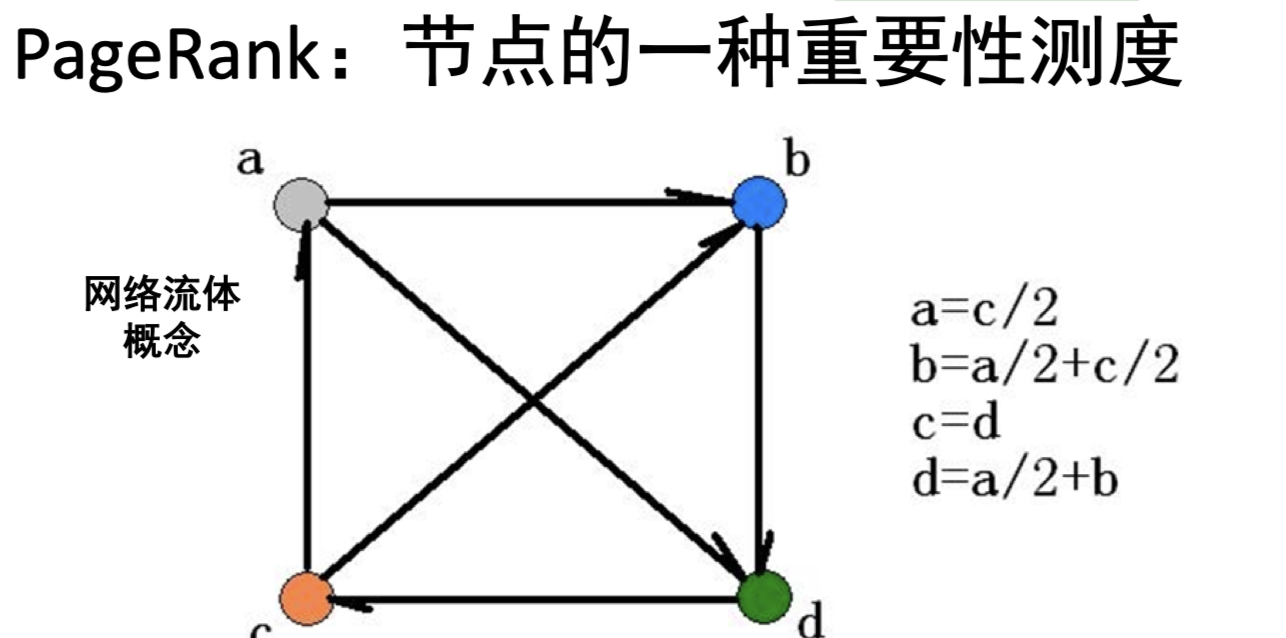 PageRank：节点的一种重要性测度
a
b
网络流体
概念
a=c/2
b=a/2+c/2
c=d
d=a/2+b
c
d